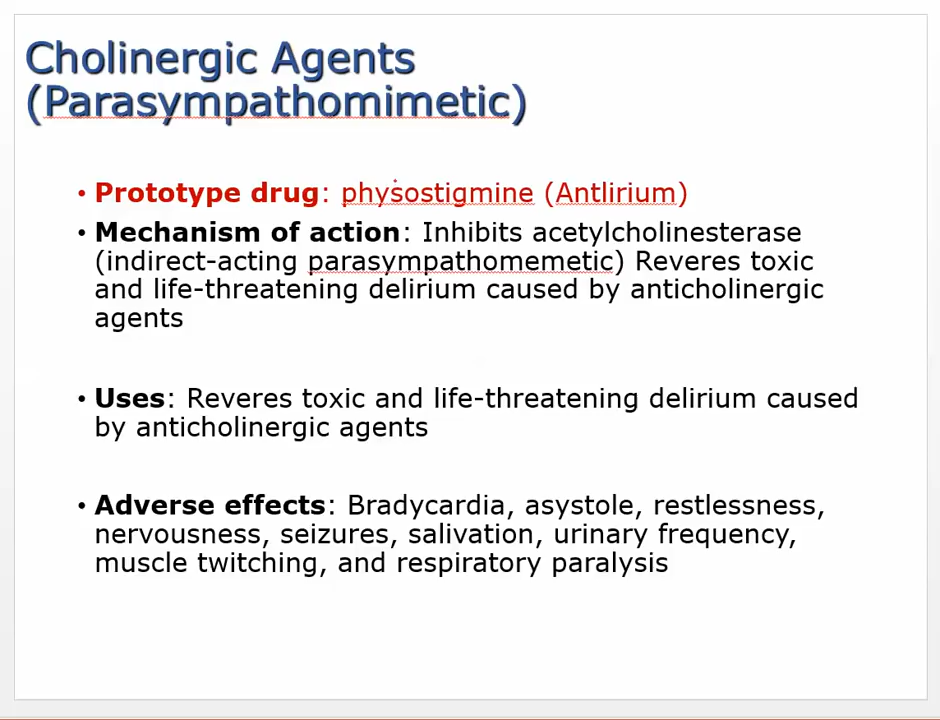 Cholinergic Agents
(Parasympathomimetic)
• Prototype drug: physostigmine (Antlirium)
• Mechanism of action: Inhibits acetylcholinesterase
(indirect-acting parasympathomemetic) Reveres toxic
and life-threatening delirium caused by anticholinergic
agents
• Uses: Reveres toxic and life-threatening delirium caused
by anticholinergic agents
• Adverse effects: Bradycardia, asystole, restlessness,
nervousness, seizures, salivation, urinary frequency,
muscle twitching, and respiratory paralysis